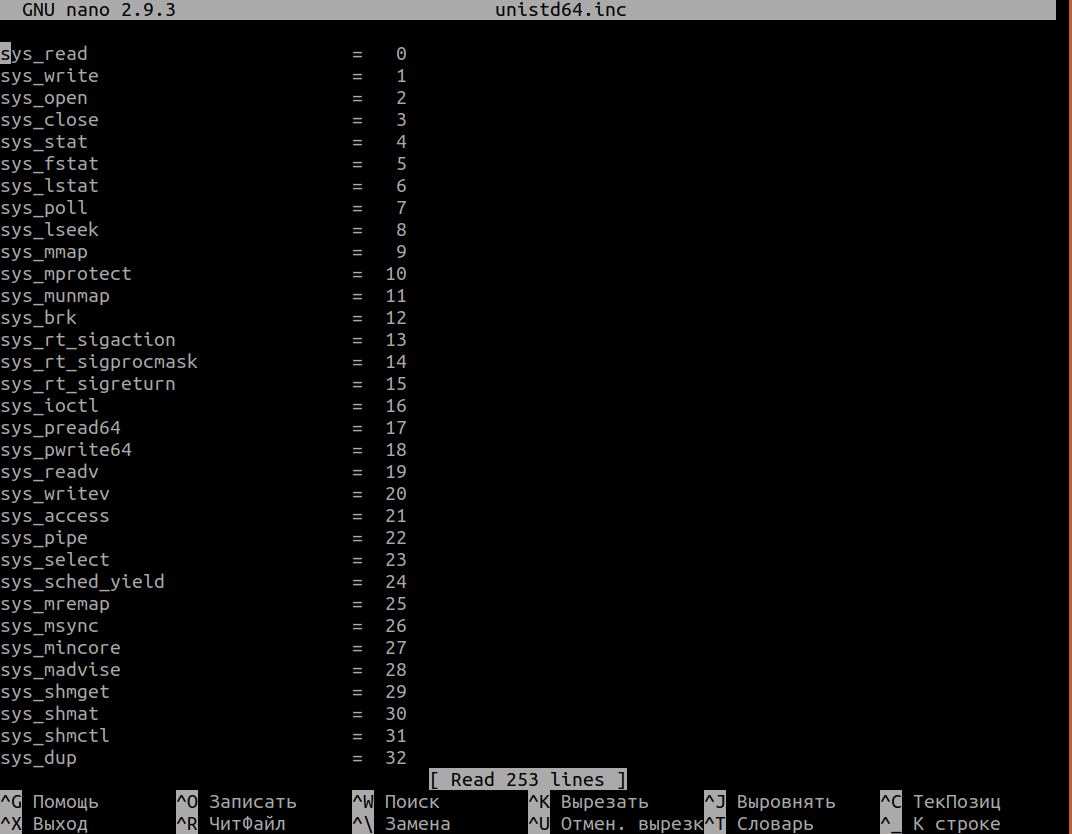 GNU nano 2.9.3 unistd64.inc
sys_read = 0
sys_write = 1
sys_open = 2
sys_close = 3
sys_stat = 4
sys_fstat = 5
sys_lstat = 6
sys_poll = 7
sys_lseek = 8
sys_mmap = 9
sys_mprotect = 10
sys_munmap = 11
sys_brk = 12
sys_rt_sigaction = 13
sys_rt_sigprocmask = 14
sys_rt_sigreturn = 15
sys_ioctl = 16
sys_pread64 = 17
sys_pwrite64 = 18
sys_readv = 19
sys_writev = 20
sys_access = 21
sys_pipe = 22
sys_select = 23
sys_sched_yield = 24
sys_mremap = 25
sys_msync = 26
sys_mincore = 27
sys_madvise = 28
sys_shmget = 29
sys_shmat = 30
sys_shmctl = 31
sys_dup = 32
[ Read 253 lines ]
^G Помощь ^O Записать ^W Поиск ^K Вырезать ^J Выровнять ^C ТекПозиц
^X Выход ^R ЧитФайл ^\ Замена ^U Отмен. вырезк^T Словарь ^_ К строке